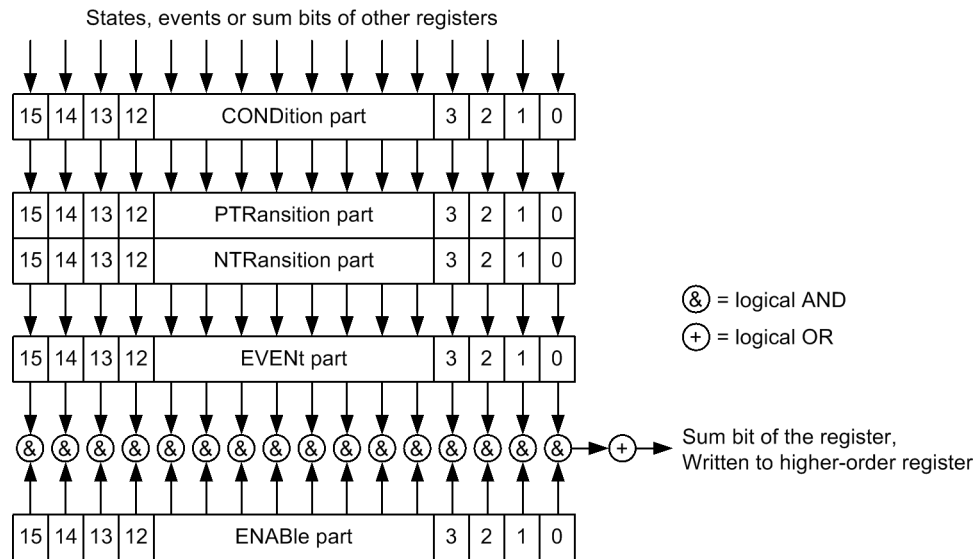 States, events or sum bits of other registers
15 14 13 12 CONDition part 3 2 1 0
15 14 13 12 PTRansition part 3 2 1 0
15 14 13 12 NTRansition part 3 2 1 0
& = logical AND
+ = logical OR
15 14 13 12 EVENt part 3 2 1 0
& & & & & & & & & & & & & & & & + Sum bit of the register,
Written to higher-order register
15 14 13 12 ENABle part 3 2 1 0